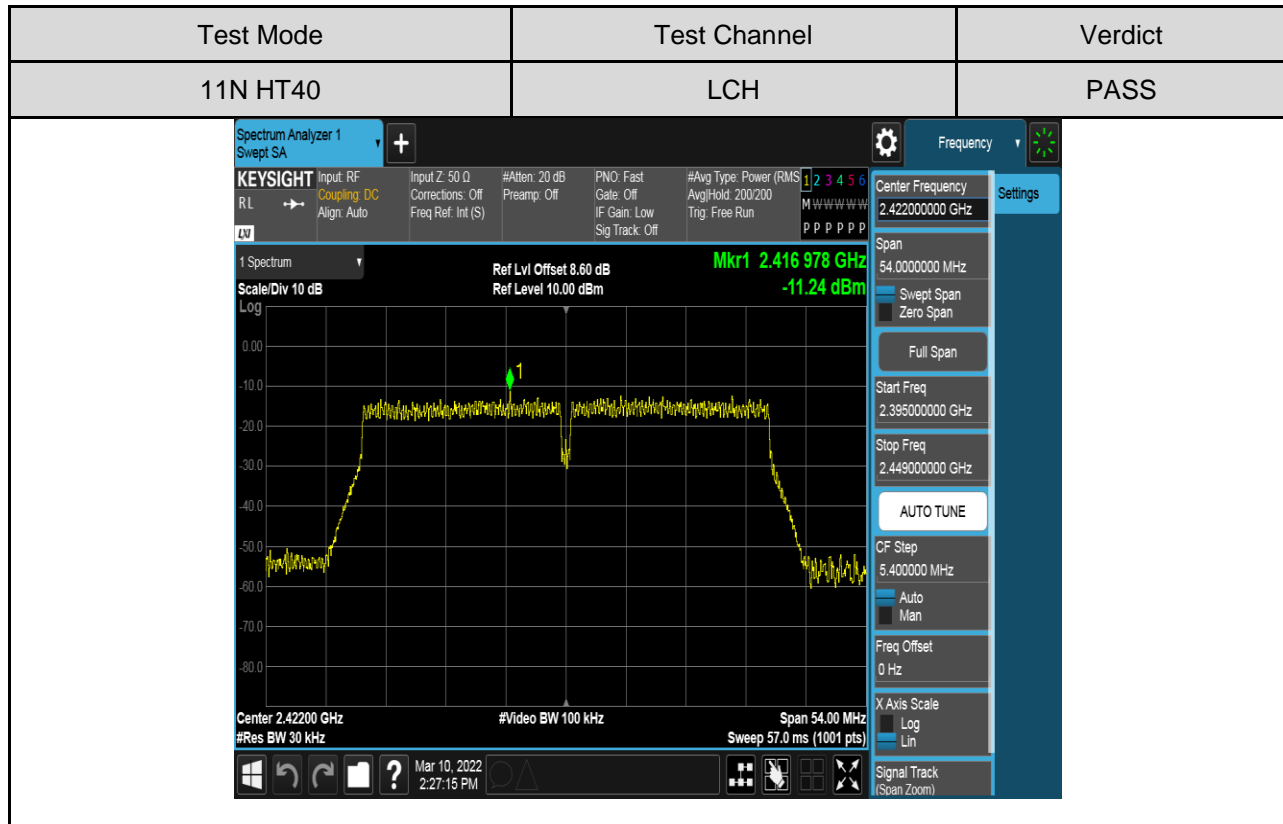 Test Mode Test Channel Verdict
11N HT40 LCH PASS
Spectrum Analyzer 1
Swept SA
+
Frequency
KEYSIGHT
RL
LXI
Input: RF
Coupling: DC
Align: Auto
Input Z: 50 Ω
Corrections: Off
Freq Ref: Int (S)
#Atten: 20 dB
Preamp: Off
PNO: Fast
Gate: Off
IF Gain: Low
Sig Track: Off
#Avg Type: Power (RMS
Avg|Hold: 200/200
Trig: Free Run
1 2 3 4 5 6
M W W W W W
P P P P P P
1 Spectrum
Scale/Div 10 dB
Ref Lvl Offset 8.60 dB
Ref Level 10.00 dBm
Mkr1 2.416 978 GHz
-11.24 dBm
Log
0.00
-10.0
-20.0
-30.0
-40.0
-50.0
-60.0
-70.0
-80.0
1
Center 2.42200 GHz
#Res BW 30 kHz
#Video BW 100 kHz
Span 54.00 MHz
Sweep 57.0 ms (1001 pts)
?
Mar 10, 2022
2:27:15 PM
Center Frequency
2.422000000 GHz
Span
54.0000000 MHz
Swept Span
Zero Span
Full Span
Start Freq
2.395000000 GHz
Stop Freq
2.449000000 GHz
AUTO TUNE
CF Step
5.400000 MHz
Auto
Man
Freq Offset
0 Hz
X Axis Scale
Log
Lin
Signal Track
(Span Zoom)
Settings